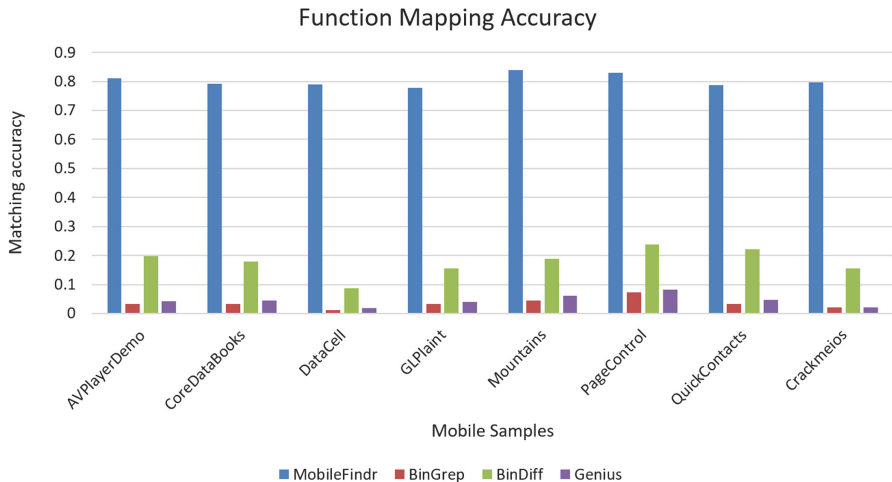 Function Mapping Accuracy
Matching accuracy
0.9
0.8
0.7
0.6
0.5
0.4
0.3
0.2
0.1
0
AVPlayerDemo
CoreDataBooks
DataCell
GLPlaint
Mountains
PageControl
QuickContacts
Crackmeios
Mobile Samples
MobileFindr BinGrep BinDiff Genius